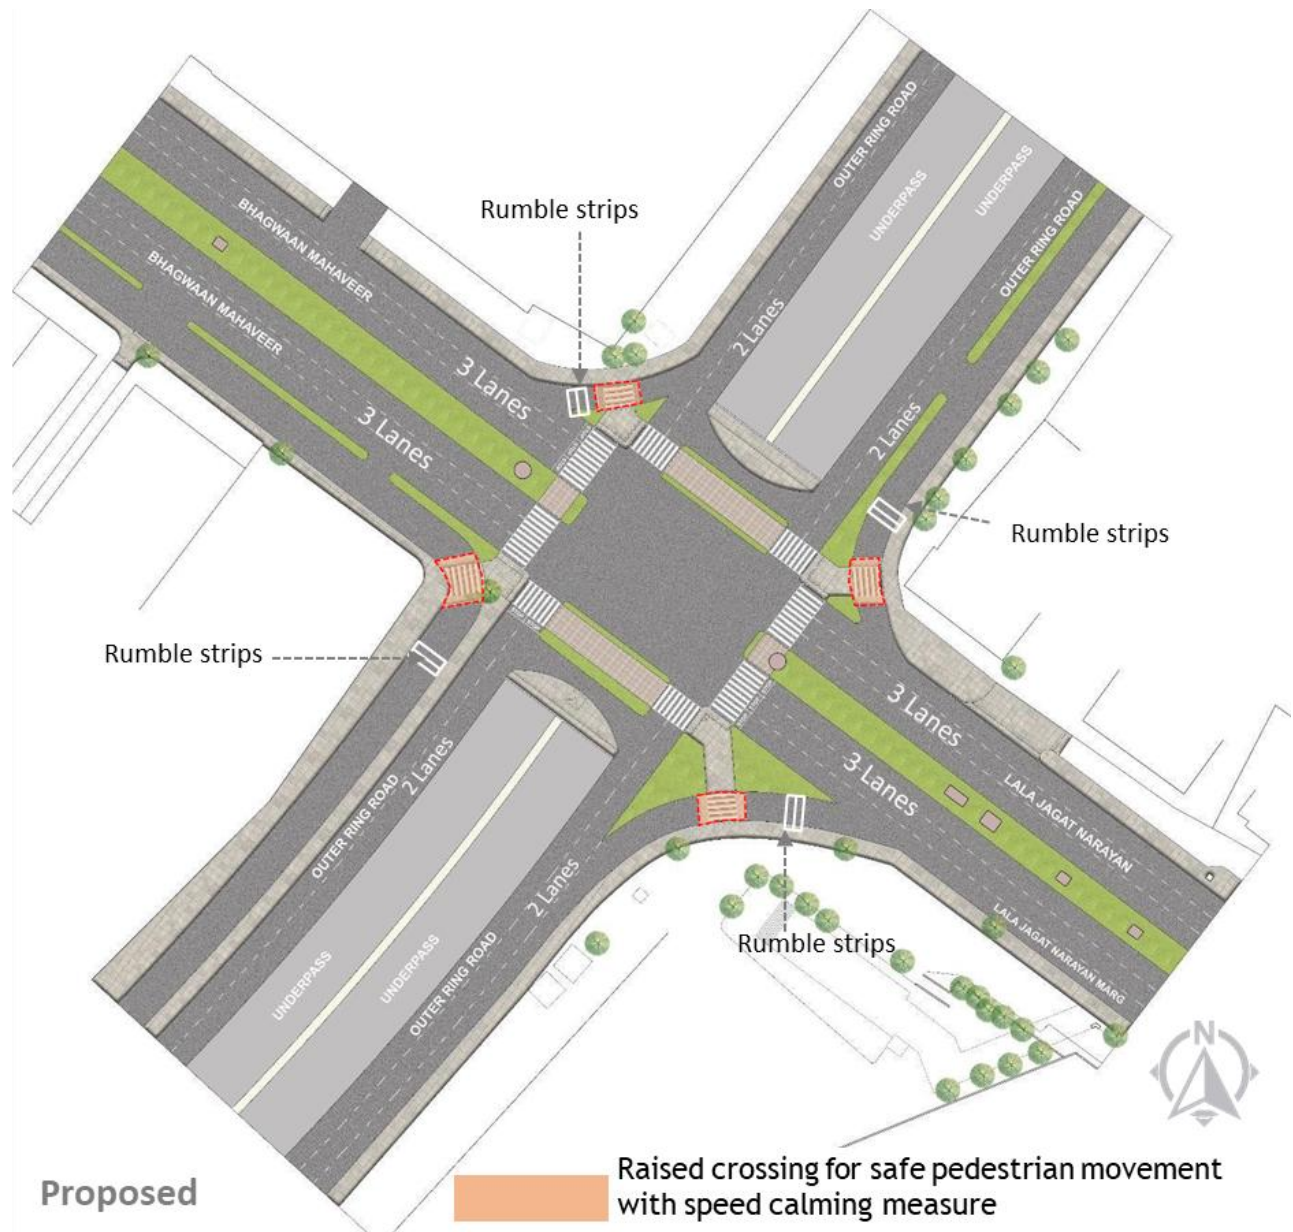 OUTER RING ROAD
UNDERPASS
UNDERPASS
OUTER RING ROAD
Rumble strips
BHAGWAAN MAHAVEER
BHAGWAAN MAHAVEER
2 Lanes
3 Lanes
3 Lanes
2 Lanes
Rumble strips
Rumble strips
3 Lanes
3 Lanes
LALA JAGAT NARAYAN
LALA JAGAT NARAYAN MARG
2 Lanes
OUTER RING ROAD
2 Lanes
Rumble strips
UNDERPASS
UNDERPASS
OUTER RING ROAD
N
Proposed
Raised crossing for safe pedestrian movement
with speed calming measure